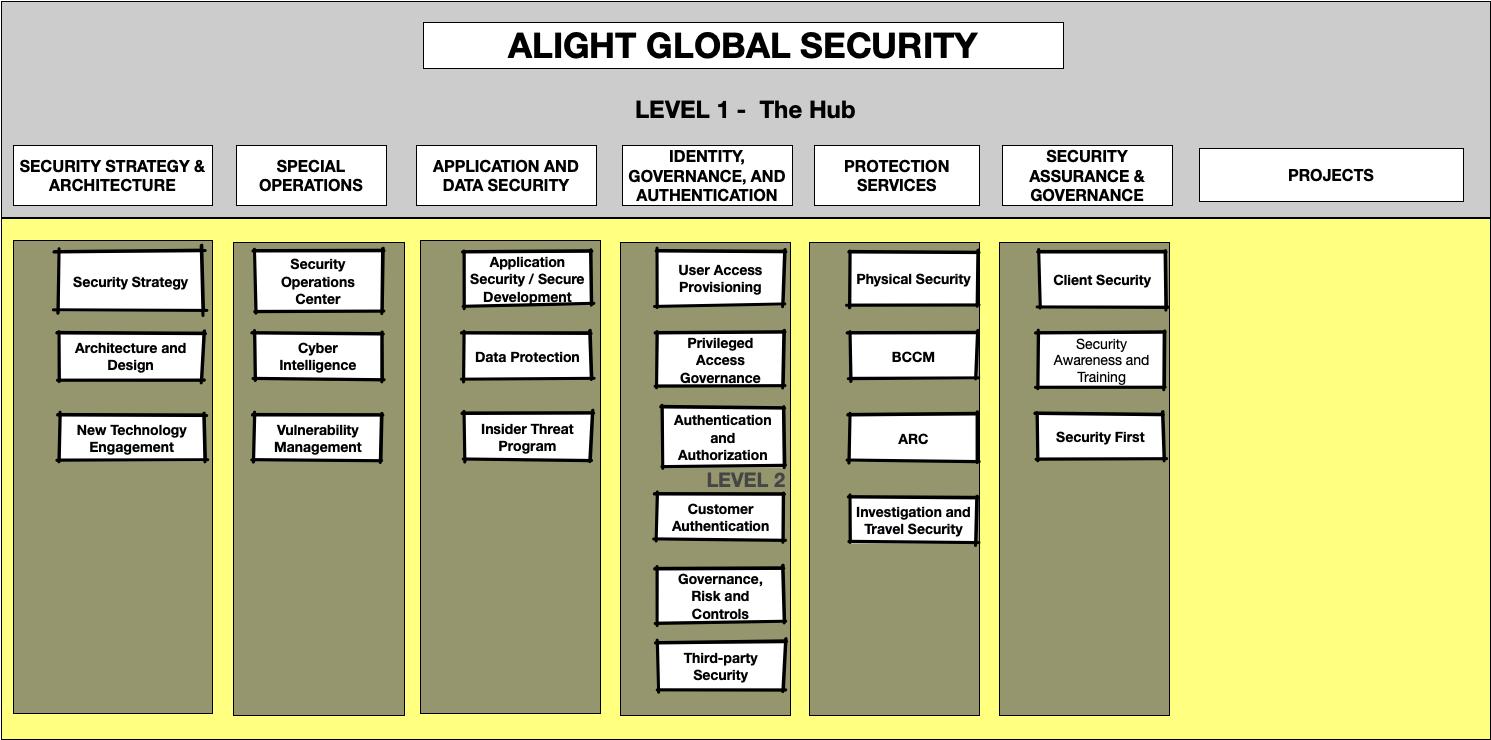 ALIGHT GLOBAL SECURITY
LEVEL 1 - The Hub
SECURITY STRATEGY &
ARCHITECTURE
SPECIAL
OPERATIONS
APPLICATION AND
DATA SECURITY
IDENTITY,
GOVERNANCE, AND
AUTHENTICATION
PROTECTION
SERVICES
SECURITY
ASSURANCE &
GOVERNANCE
PROJECTS
Security Strategy
Architecture and
Design
New Technology
Engagement
Security
Operations
Center
Cyber
Intelligence
Vulnerability
Management
Application
Security / Secure
Development
Data Protection
Insider Threat
Program
User Access
Provisioning
Privileged
Access
Governance
Authentication
and
Authorization
LEVEL 2
Customer
Authentication
Governance,
Risk and
Controls
Third-party
Security
Physical Security
BCCM
ARC
Investigation and
Travel Security
Client Security
Security
Awareness and
Training
Security First